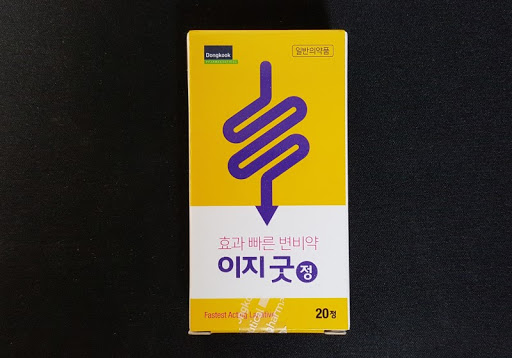 Dongkook
일반의약품
효과 빠른 변비약
이지굿정
Fastest Acting Laxative
20정